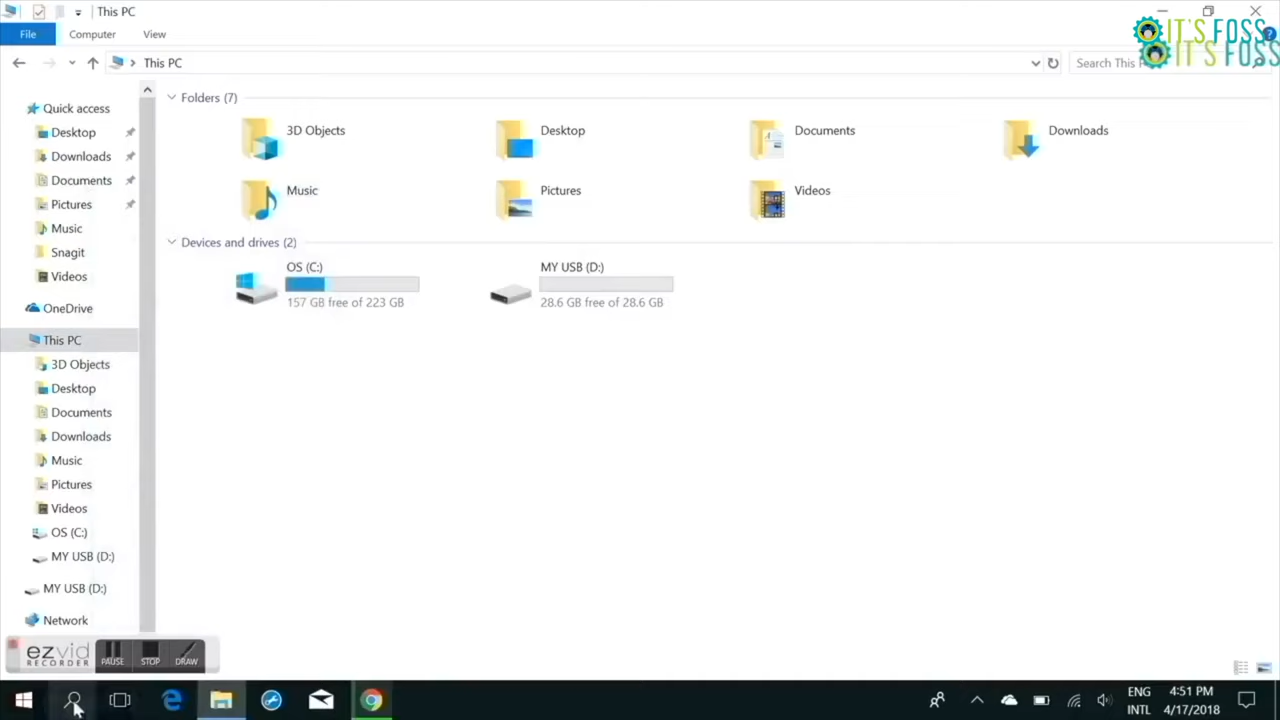 This PC
IT'S FOSS
IT'S FOSS
File Computer View
This PC
Search This P
Folders (7)
Quick access
Desktop
Downloads
Documents
Pictures
Music
Snagit
Videos
OneDrive
This PC
3D Objects
Desktop
Documents
Downloads
Music
Pictures
Videos
OS (C:)
MY USB (D:)
MY USB (D:)
Network
3D Objects
Desktop
Documents
Downloads
Music
Pictures
Videos
Devices and drives (2)
OS (C:)
157 GB free of 223 GB
MY USB (D:)
28.6 GB free of 28.6 GB
ezvid
RECORDER
PAUSE STOP DRAW
ENG
INTL
4:51 PM
4/17/2018